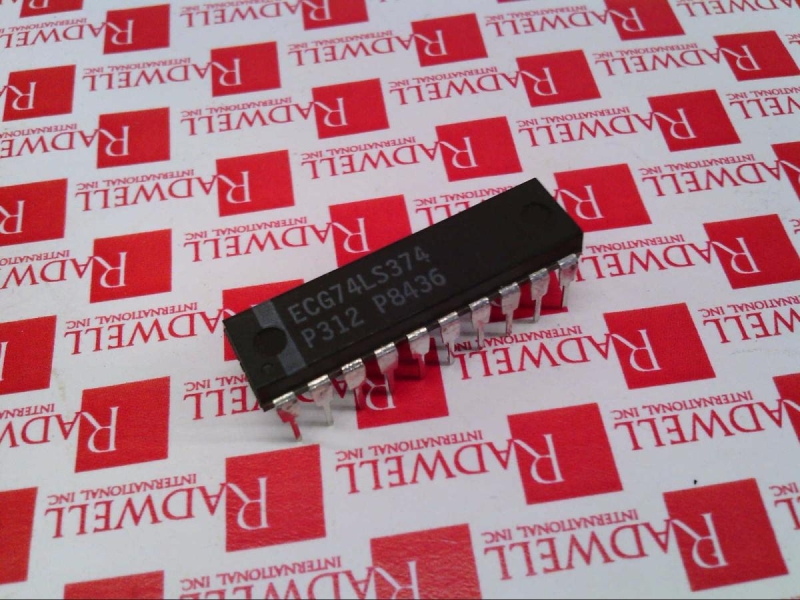 ECG74LS374
P312 P8436
R RADWELL
INTERNATIONAL INC